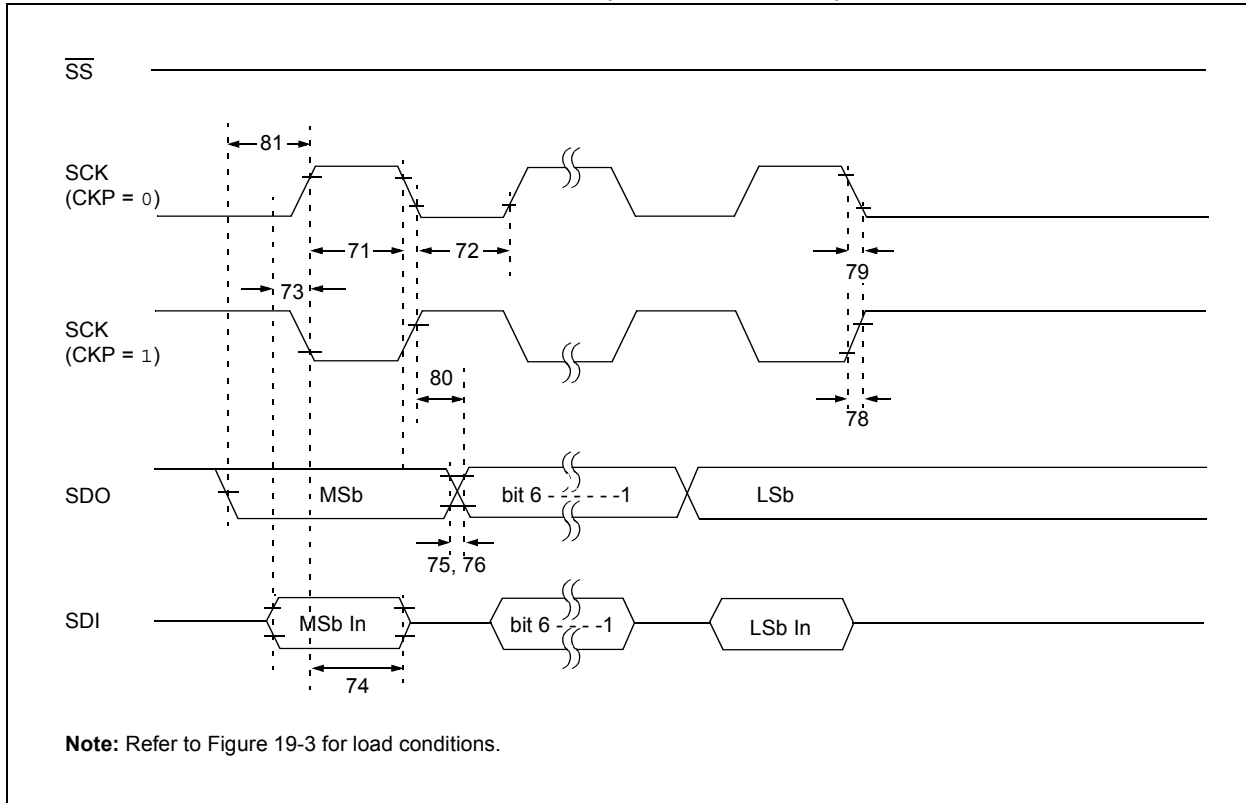 SS
81
SCK
(CKP = 0)
71
72
79
73
SCK
(CKP = 1)
80
78
SDO
MSb
bit 6 - - - - - -1
LSb
75, 76
SDI
MSb In
bit 6 - - - -1
LSb In
74
Note: Refer to Figure 19-3 for load conditions.